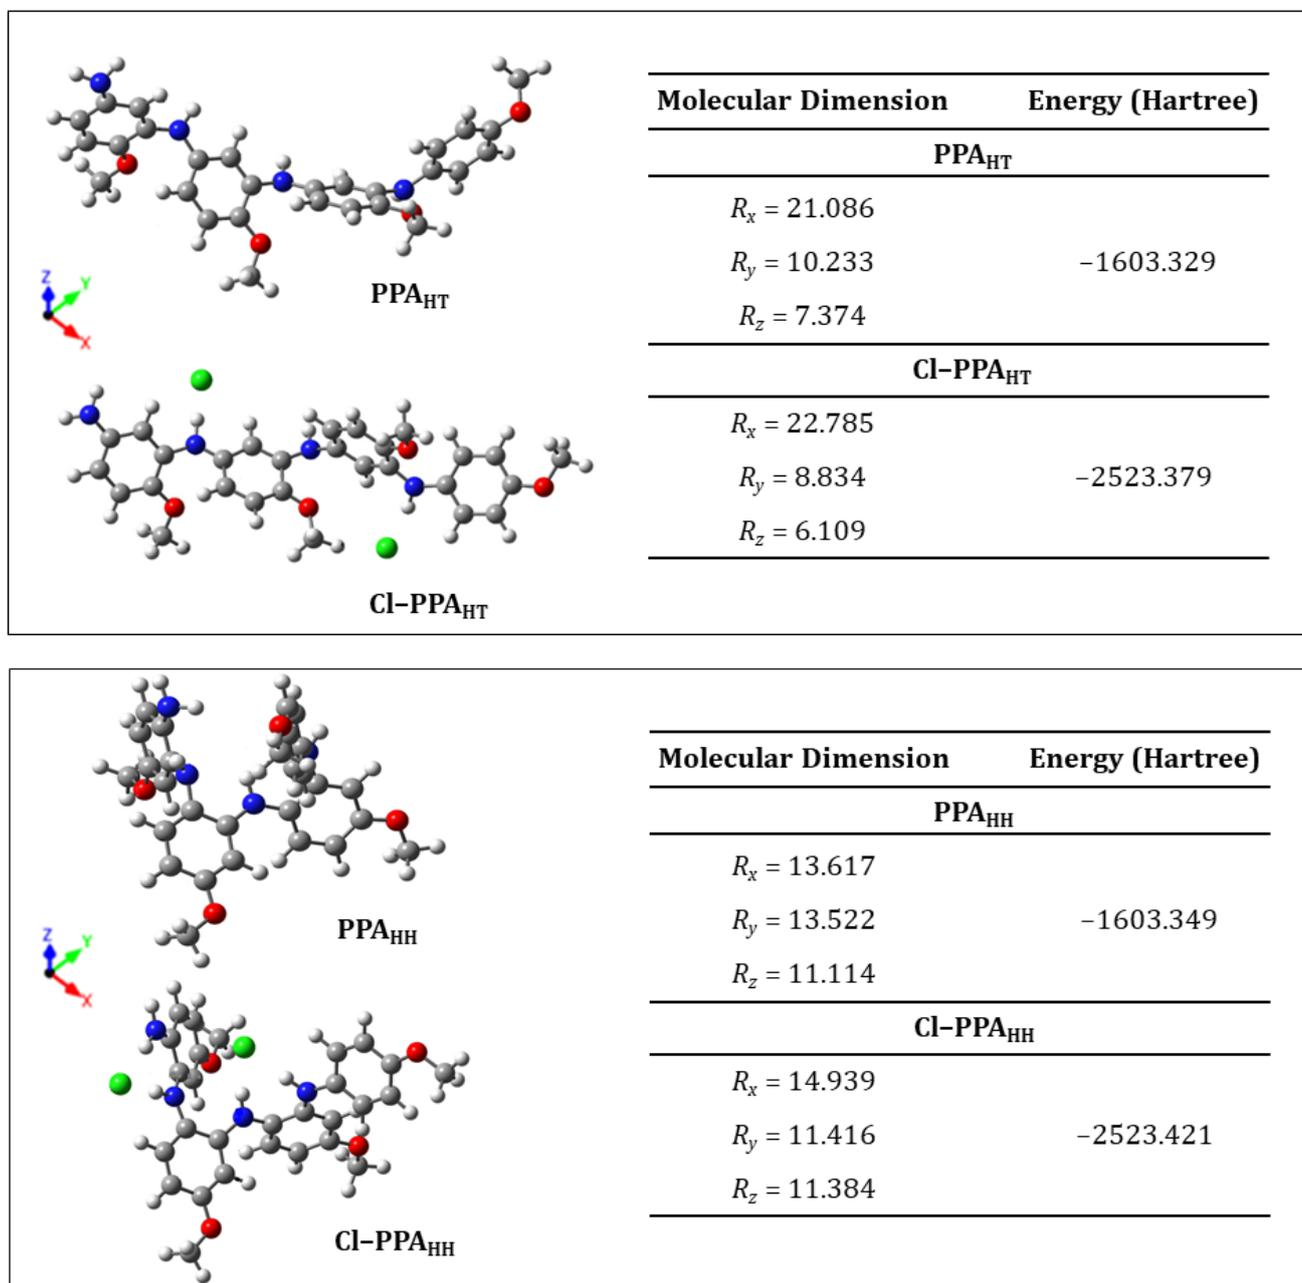 Molecular Dimension Energy (Hartree)
PPA_HT
R_x = 21.086
R_y = 10.233 –1603.329
R_z = 7.374
PPA_HT
Z
Y
X
Cl–PPA_HT
R_x = 22.785
R_y = 8.834 –2523.379
R_z = 6.109
Cl–PPA_HT
Molecular Dimension Energy (Hartree)
PPA_HH
R_x = 13.617
R_y = 13.522 –1603.349
R_z = 11.114
PPA_HH
Z
Y
X
Cl–PPA_HH
R_x = 14.939
R_y = 11.416 –2523.421
R_z = 11.384
Cl–PPA_HH